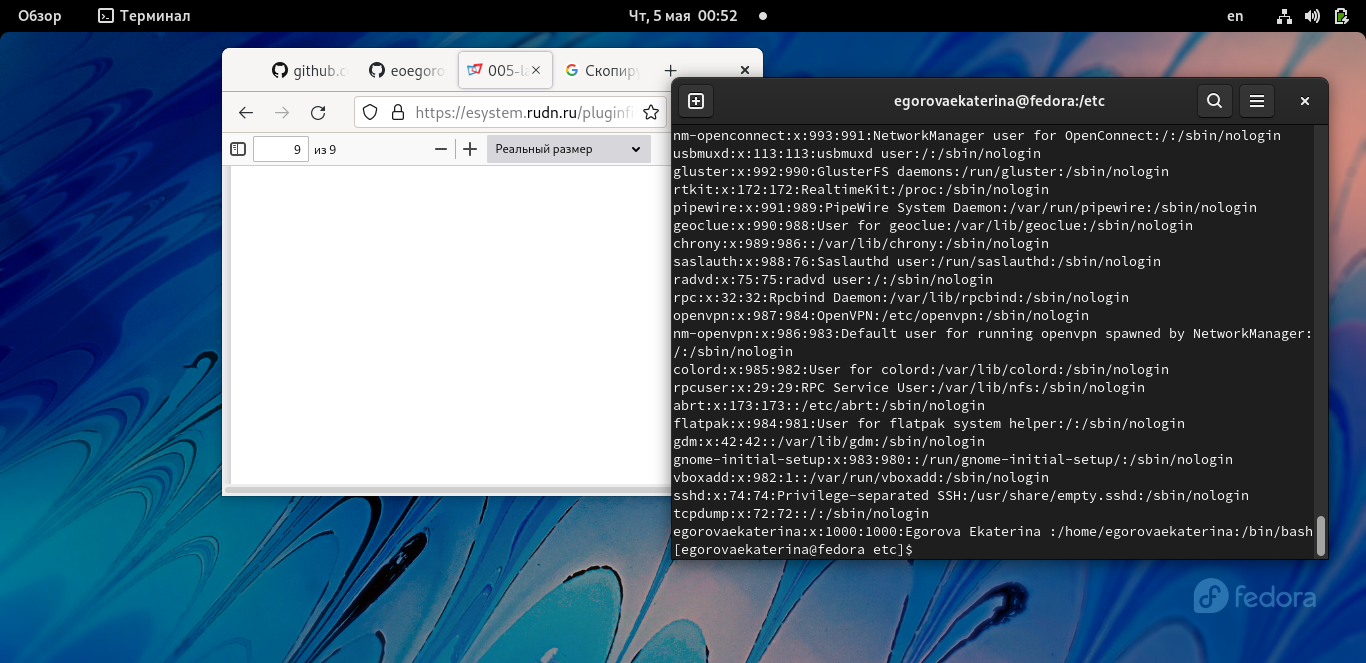 Обзор
Терминал
Чт, 5 мая 00:52
en
github.c
eoegoro
005-la
Скопиру
https://esystem.rudn.ru/pluginfi
9 из 9
Реальный размер
egorovaekaterina@fedora:/etc
nm-openconnect:x:993:991:NetworkManager user for OpenConnect:/:/sbin/nologin
usbmuxd:x:113:113:usbmuxd user:/:/sbin/nologin
gluster:x:992:990:GlusterFS daemons:/run/gluster:/sbin/nologin
rtkit:x:172:172:RealtimeKit:/proc:/sbin/nologin
pipewire:x:991:989:PipeWire System Daemon:/var/run/pipewire:/sbin/nologin
geoclue:x:990:988:User for geoclue:/var/lib/geoclue:/sbin/nologin
chrony:x:989:986::/var/lib/chrony:/sbin/nologin
saslauth:x:988:76:Saslauthd user:/run/saslauthd:/sbin/nologin
radvd:x:75:75:radvd user:/:/sbin/nologin
rpc:x:32:32:Rpcbind Daemon:/var/lib/rpcbind:/sbin/nologin
openvpn:x:987:984:OpenVPN:/etc/openvpn:/sbin/nologin
nm-openvpn:x:986:983:Default user for running openvpn spawned by NetworkManager:
/:/sbin/nologin
colord:x:985:982:User for colord:/var/lib/colord:/sbin/nologin
rpcuser:x:29:29:RPC Service User:/var/lib/nfs:/sbin/nologin
abrt:x:173:173::/etc/abrt:/sbin/nologin
flatpak:x:984:981:User for flatpak system helper:/:/sbin/nologin
gdm:x:42:42::/var/lib/gdm:/sbin/nologin
gnome-initial-setup:x:983:980::/run/gnome-initial-setup/:/sbin/nologin
vboxadd:x:982:1::/var/run/vboxadd:/sbin/nologin
sshd:x:74:74:Privilege-separated SSH:/usr/share/empty.sshd:/sbin/nologin
tcpdump:x:72:72::/:/sbin/nologin
egorovaekaterina:x:1000:1000:Egorova Ekaterina :/home/egorovaekaterina:/bin/bash
[egorovaekaterina@fedora etc]$
fedora